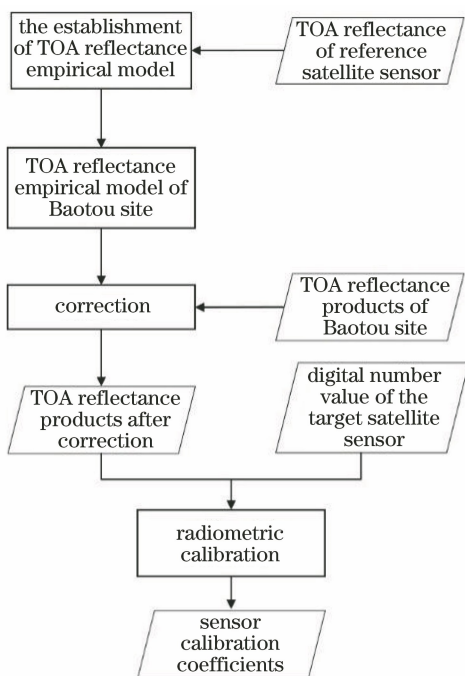 the establishment
of TOA reflectance
empirical model
TOA reflectance
of reference
satellite sensor
TOA reflectance
empirical model of
Baotou site
correction
TOA reflectance
products of
Baotou site
TOA reflectance
products after
correction
digital number
value of the
target satellite
sensor
radiometric
calibration
sensor
calibration
coefficients